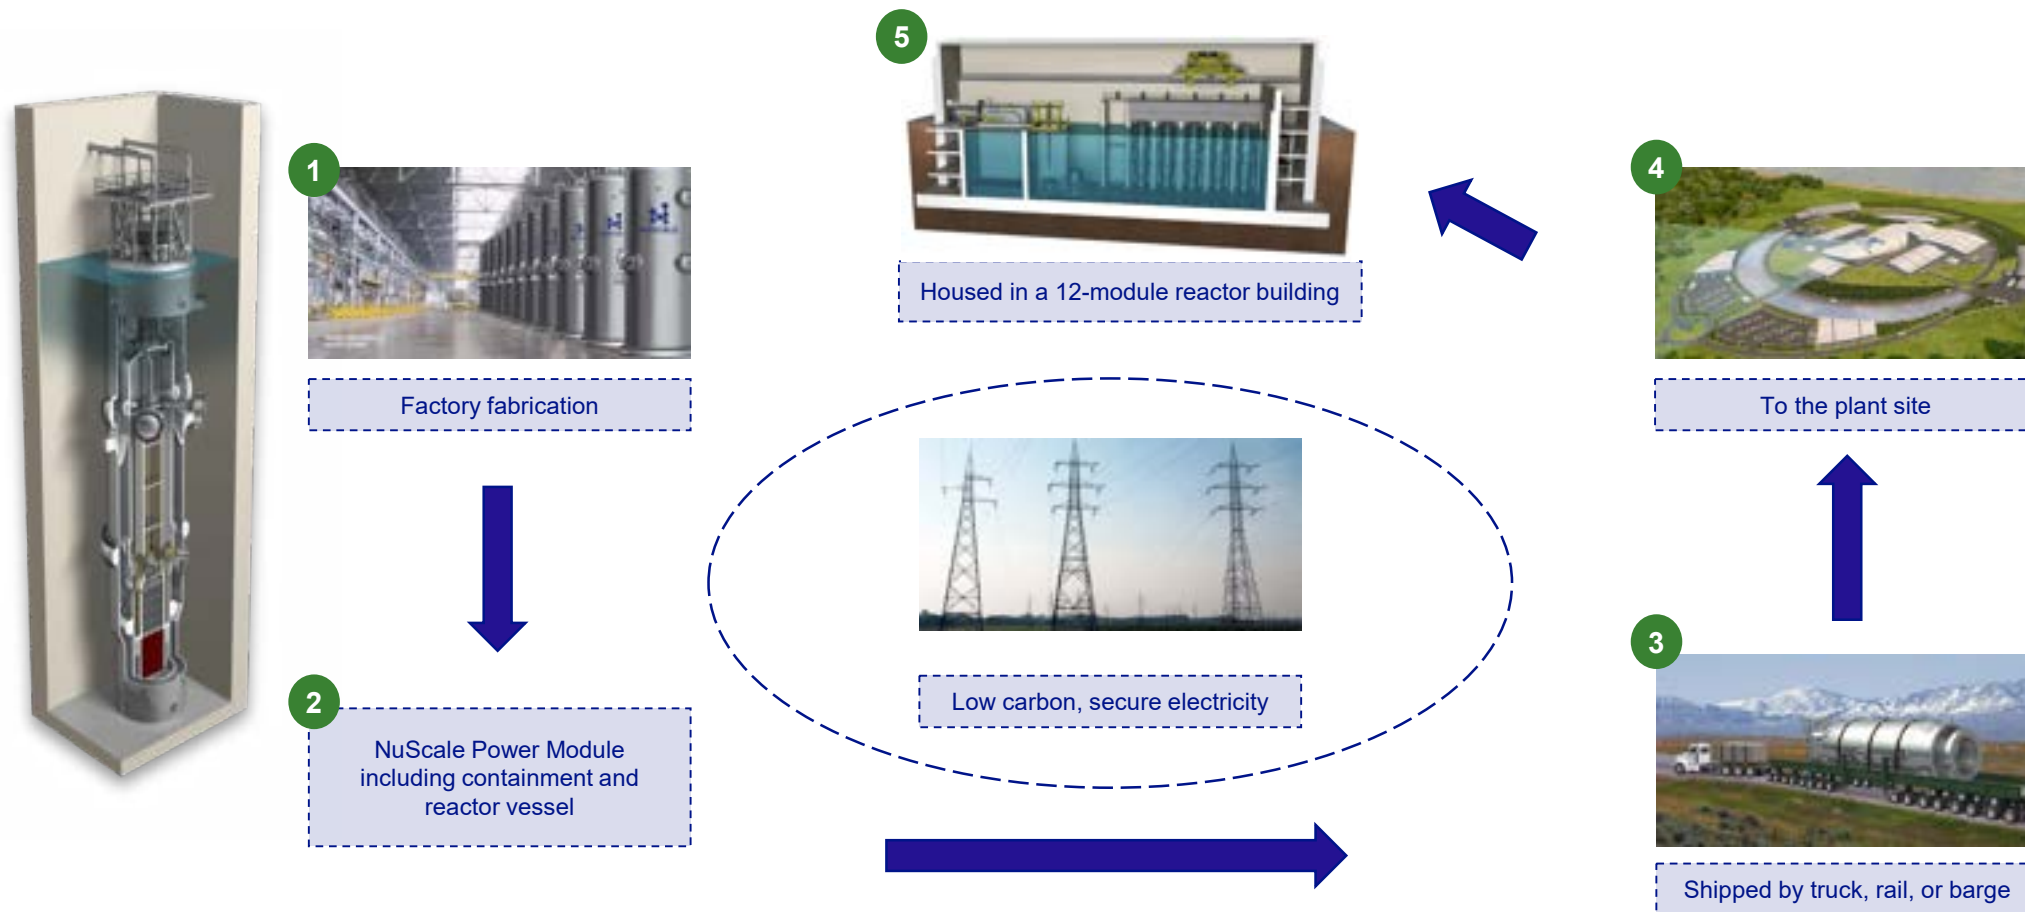 1
Factory fabrication
2
NuScale Power Module
including containment and
reactor vessel
3
Shipped by truck, rail, or barge
4
To the plant site
5
Housed in a 12-module reactor building
Low carbon, secure electricity